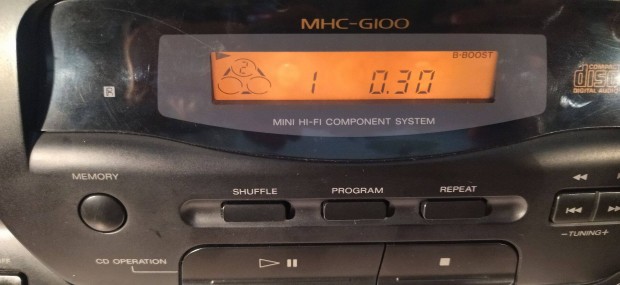 MHC-G100
B-BOOST
2
1 0.30
COMPACT
disc
DIGITAL AUDIO
R
MINI HI-FI COMPONENT SYSTEM
MEMORY
SHUFFLE PROGRAM REPEAT
–TUNING+
CD OPERATION